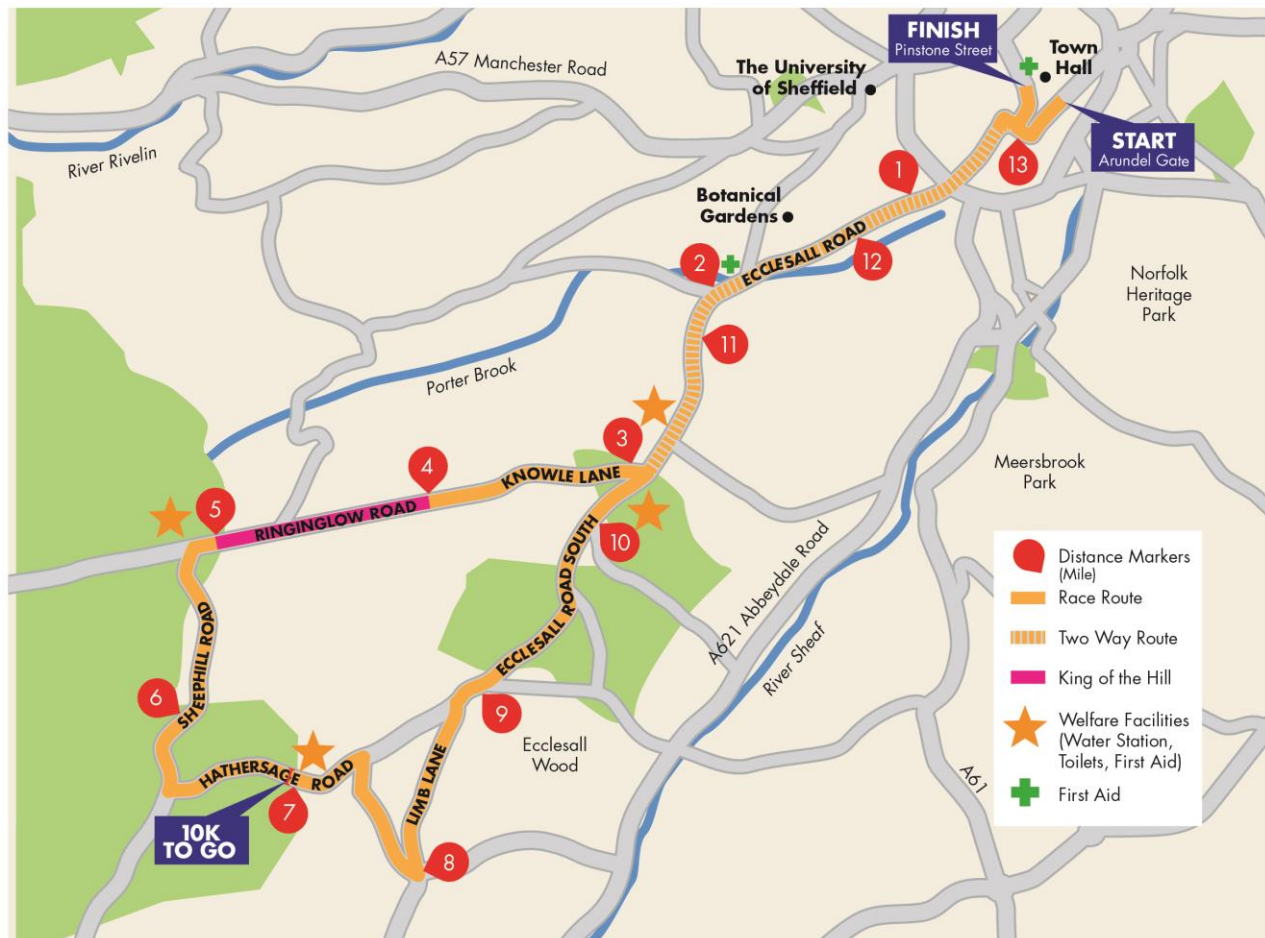 FINISH
Pinstone Street
Town
Hall
A57 Manchester Road
The University
of Sheffield
START
Arundel Gate
River Rivelin
1
13
Botanical
Gardens
ECCLESALL ROAD
2
12
Norfolk
Heritage
Park
11
Porter Brook
3
KNOWLE LANE
4
Meersbrook
Park
5
RINGINGLOW ROAD
10
ECCLESALL ROAD SOUTH
A621 Abbeydale Road
River Sheaf
SHEEPHILL ROAD
6
9
Ecclesall
Wood
HATHERSAGE ROAD
LIMB LANE
7
10K
TO GO
8
A61
Distance Markers
(Mile)
Race Route
Two Way Route
King of the Hill
Welfare Facilities
(Water Station,
Toilets, First Aid)
First Aid